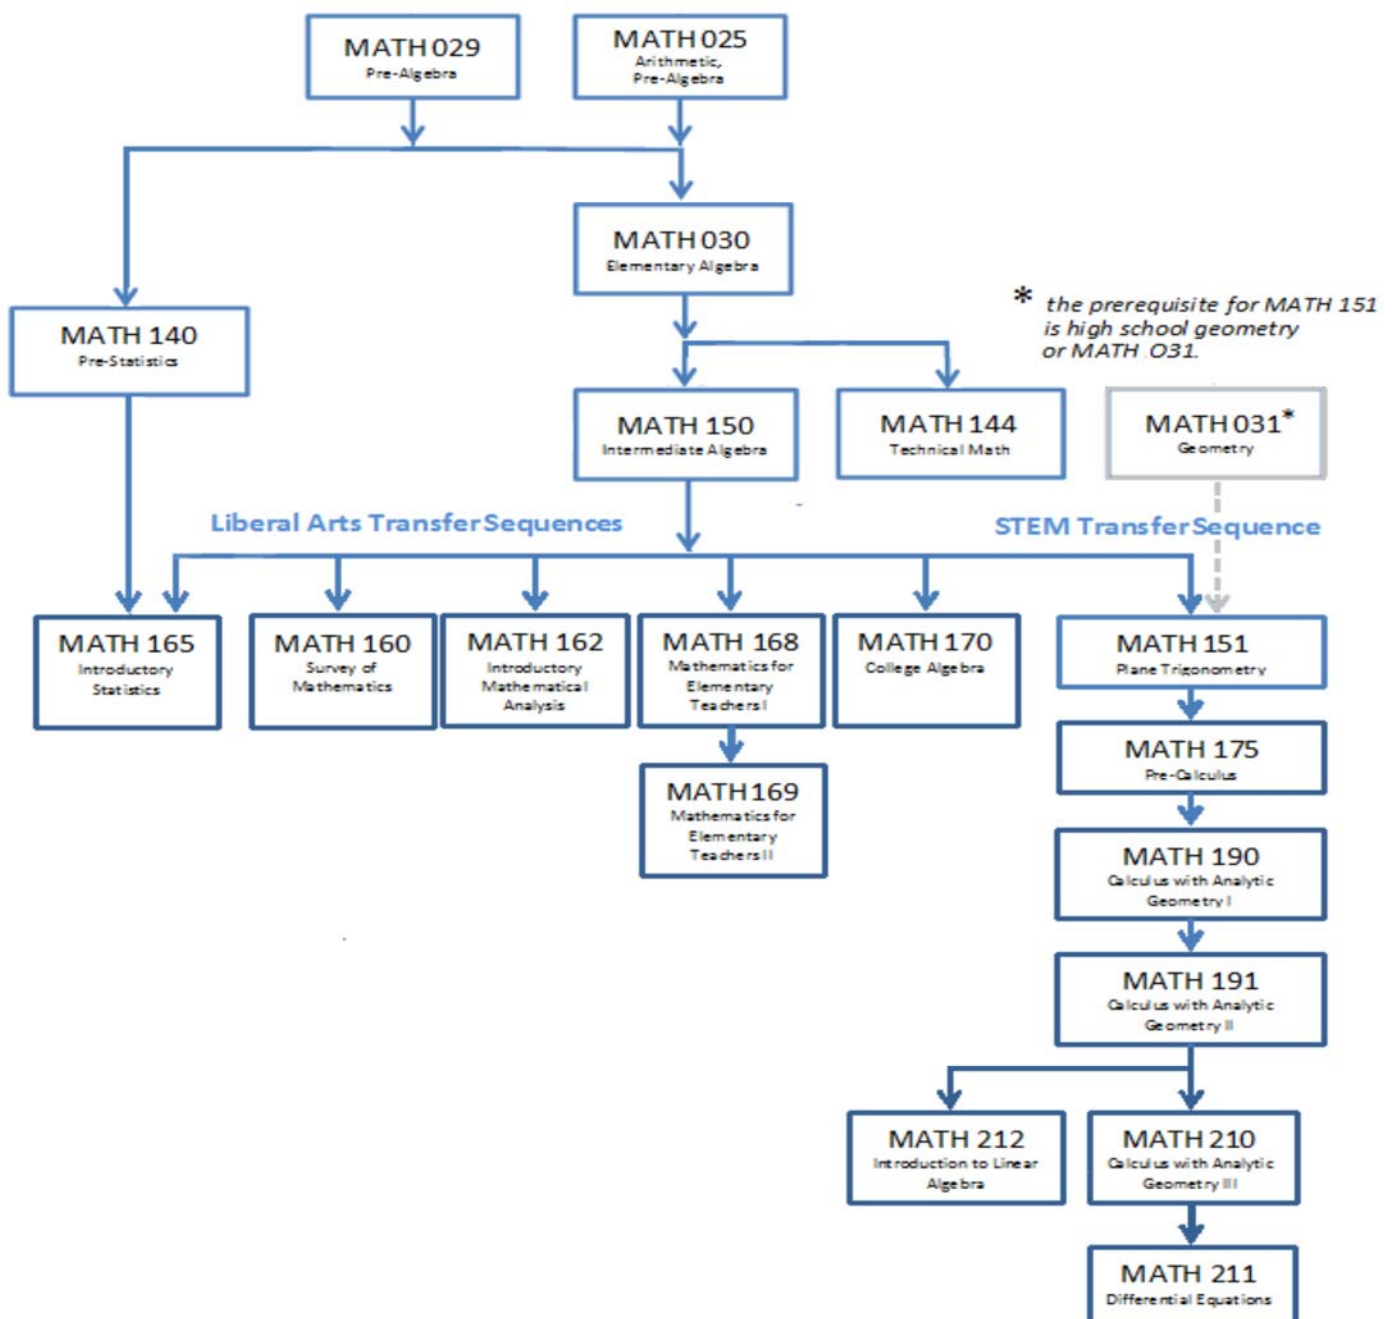 MATH 029
Pre-Algebra
MATH 025
Arithmetic,
Pre-Algebra
MATH 030
Elementary Algebra
* the prerequisite for MATH 151
is high school geometry
or MATH O31.
MATH 140
Pre-Statistics
MATH 150
Intermediate Algebra
MATH 144
Technical Math
MATH 031*
Geometry
Liberal Arts Transfer Sequences
STEM Transfer Sequence
MATH 165
Introductory
Statistics
MATH 160
Survey of
Mathematics
MATH 162
Introductory
Mathematical
Analysis
MATH 168
Mathematics for
Elementary
Teachers I
MATH 170
College Algebra
MATH 151
Plane Trigonometry
MATH 175
Pre-Calculus
MATH 169
Mathematics for
Elementary
Teachers II
MATH 190
Calculus with Analytic
Geometry I
MATH 191
Calculus with Analytic
Geometry II
MATH 212
Introduction to Linear
Algebra
MATH 210
Calculus with Analytic
Geometry III
MATH 211
Differential Equations